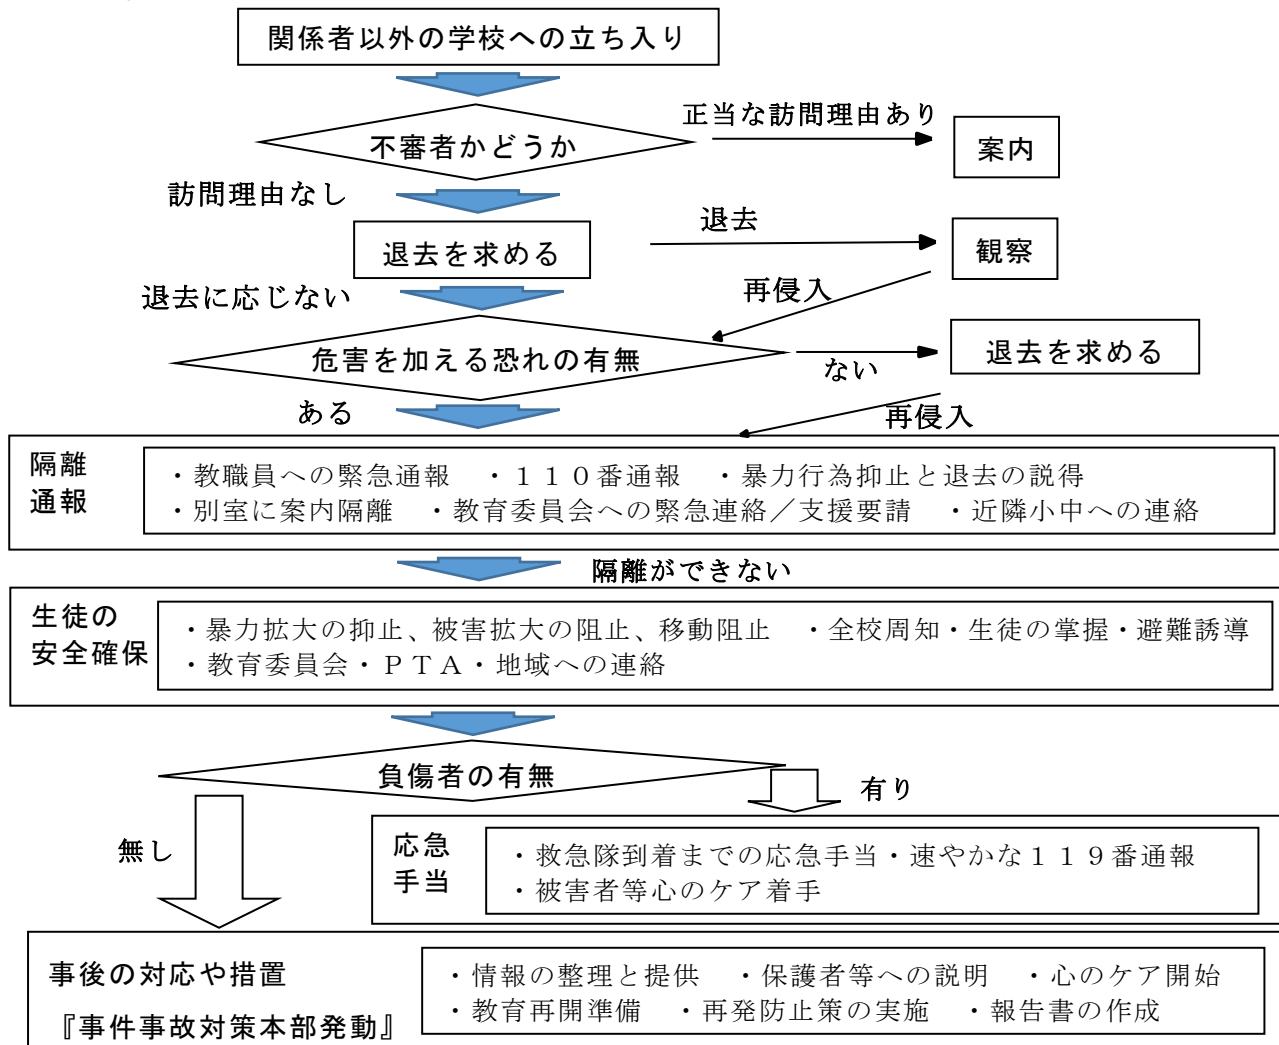 関係者以外の学校への立ち入り
正当な訪問理由あり
不審者かどうか
案内
訪問理由なし
退去
退去を求める
観察
退去に応じない
再侵入
危害を加える恐れの有無
ない
退去を求める
ある
再侵入
隔離
通報
・教職員への緊急通報 ・１１０番通報 ・暴力行為抑止と退去の説得
・別室に案内隔離 ・教育委員会への緊急連絡／支援要請 ・近隣小中への連絡
隔離ができない
生徒の
安全確保
・暴力拡大の抑止、被害拡大の阻止、移動阻止 ・全校周知・生徒の掌握・避難誘導
・教育委員会・ＰＴＡ・地域への連絡
負傷者の有無
有り
無し
応急
手当
・救急隊到着までの応急手当・速やかな１１９番通報
・被害者等心のケア着手
事後の対応や措置
『事件事故対策本部発動』
・情報の整理と提供 ・保護者等への説明 ・心のケア開始
・教育再開準備 ・再発防止策の実施 ・報告書の作成